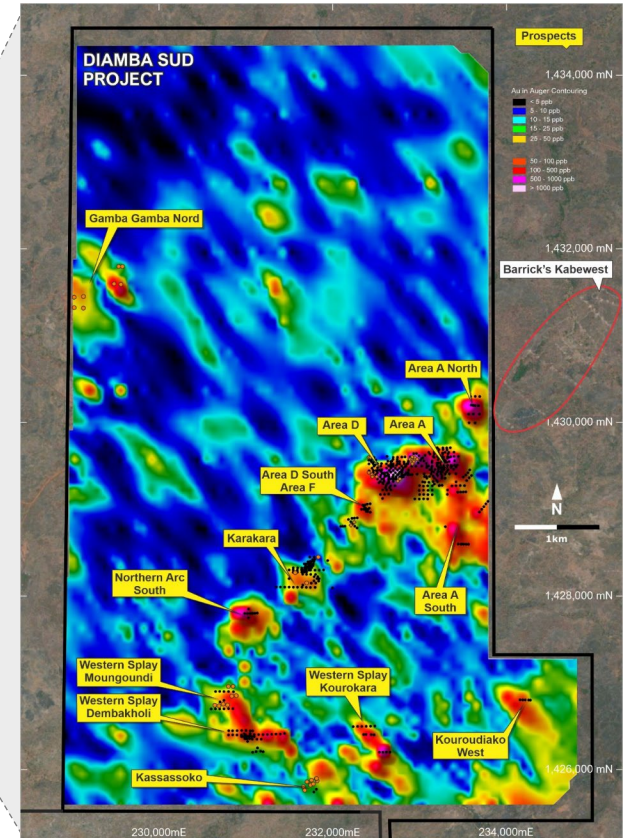 DIAMBA SUD
PROJECT
Prospects
1,434,000 mN
Au in Auger Contouring
< 5 ppb
5 - 10 ppb
10 - 15 ppb
15 - 25 ppb
25 - 50 ppb
50 - 100 ppb
100 - 500 ppb
500 - 1000 ppb
> 1000 ppb
Gamba Gamba Nord
1,432,000 mN
Barrick's Kabewest
Area A North
1,430,000 mN
Area D
Area A
Area D South
Area F
N
1km
Karakara
Northern Arc
South
Area A
South
1,428,000 mN
Western Splay
Moungoundi
Western Splay
Kourokara
Western Splay
Dembakholi
Kouroudiako
West
Kassassoko
1,426,000 mN
230,000mE
232,000mE
234,000mE